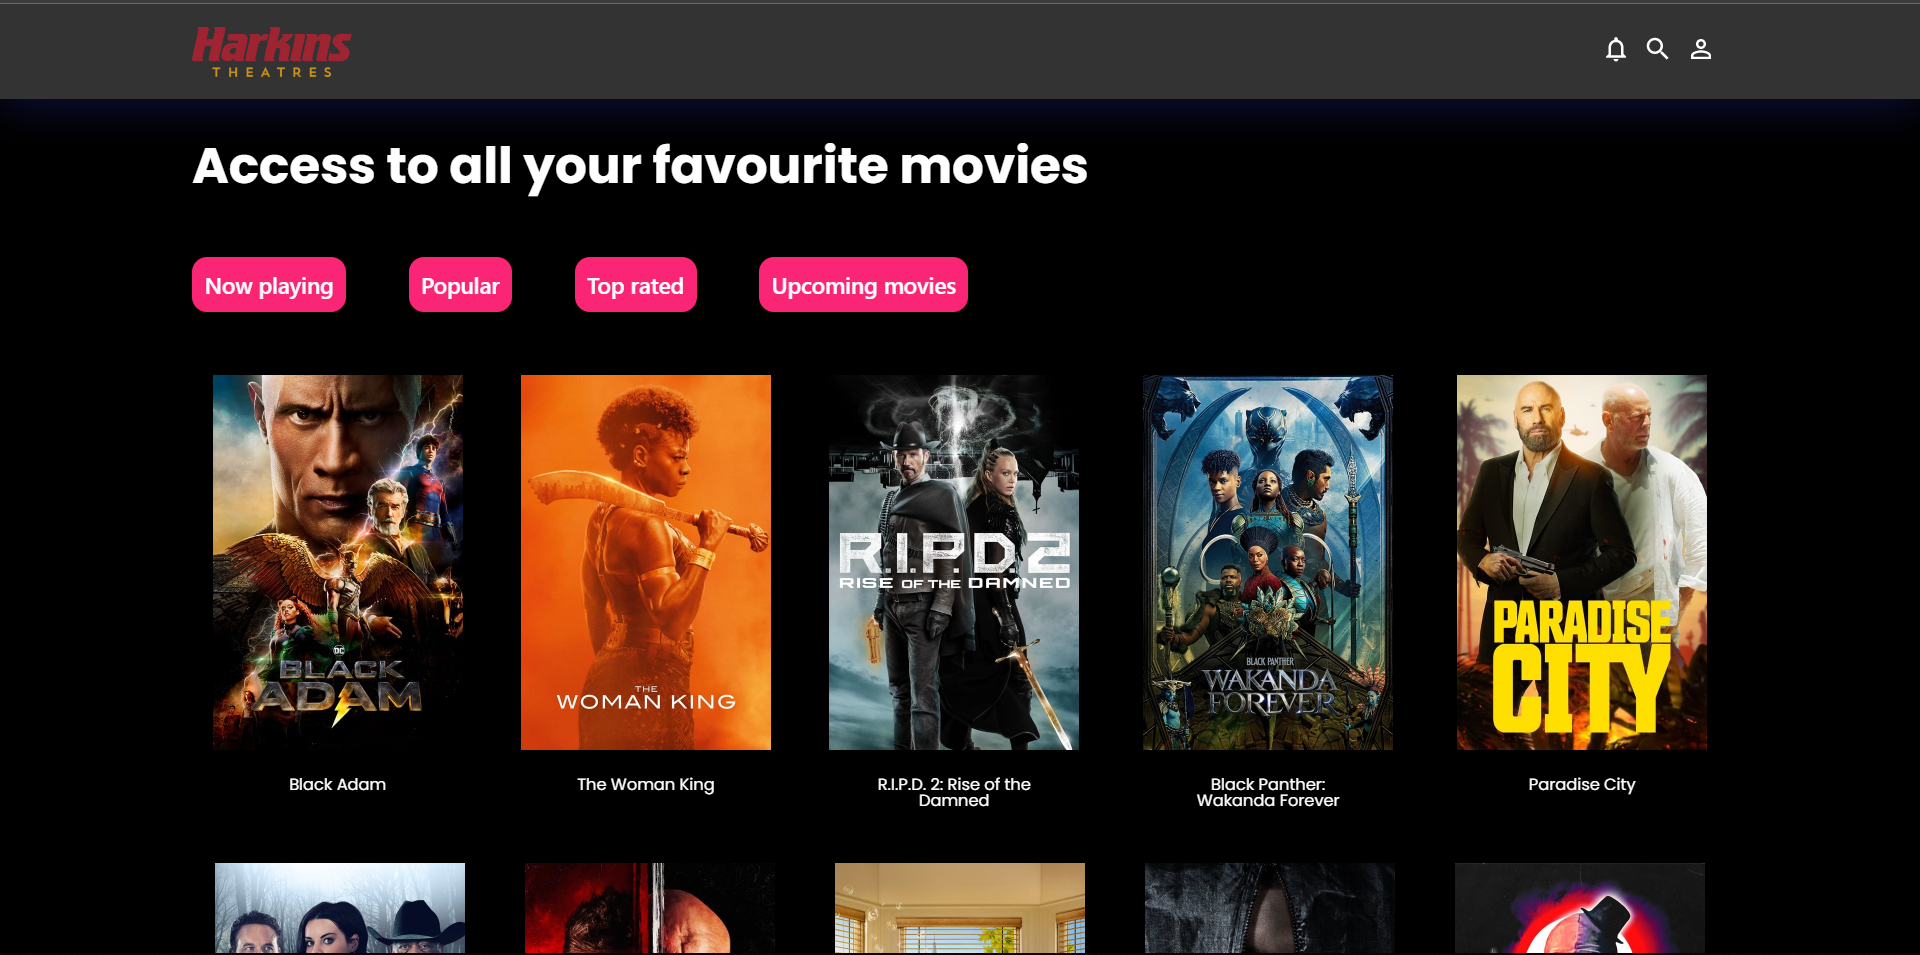 Harkins
THEATRES
Access to all your favourite movies
Now playing
Popular
Top rated
Upcoming movies
DC
BLACK
ADAM
THE
WOMAN KING
R.I.P.D.2
RISE OF THE DAMNED
BLACK PANTHER
WAKANDA
FOREVER
PARADISE
CITY
Black Adam
The Woman King
R.I.P.D. 2: Rise of the
Damned
Black Panther:
Wakanda Forever
Paradise City